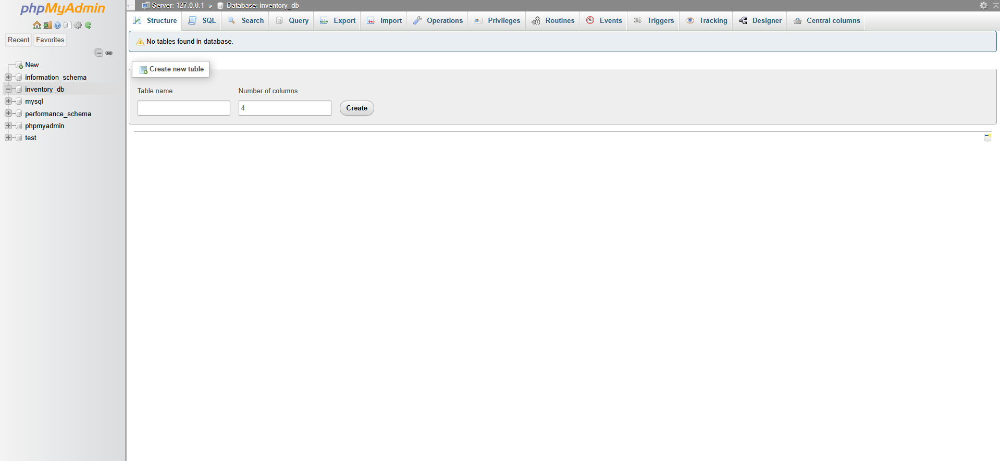 phpMyAdmin
Recent Favorites
New
information_schema
inventory_db
mysql
performance_schema
phpmyadmin
test
Server: 127.0.0.1 » Database: inventory_db
Structure SQL Search Query Export Import Operations Privileges Routines Events Triggers Tracking Designer Central columns
No tables found in database.
Create new table
Table name Number of columns
4 Create